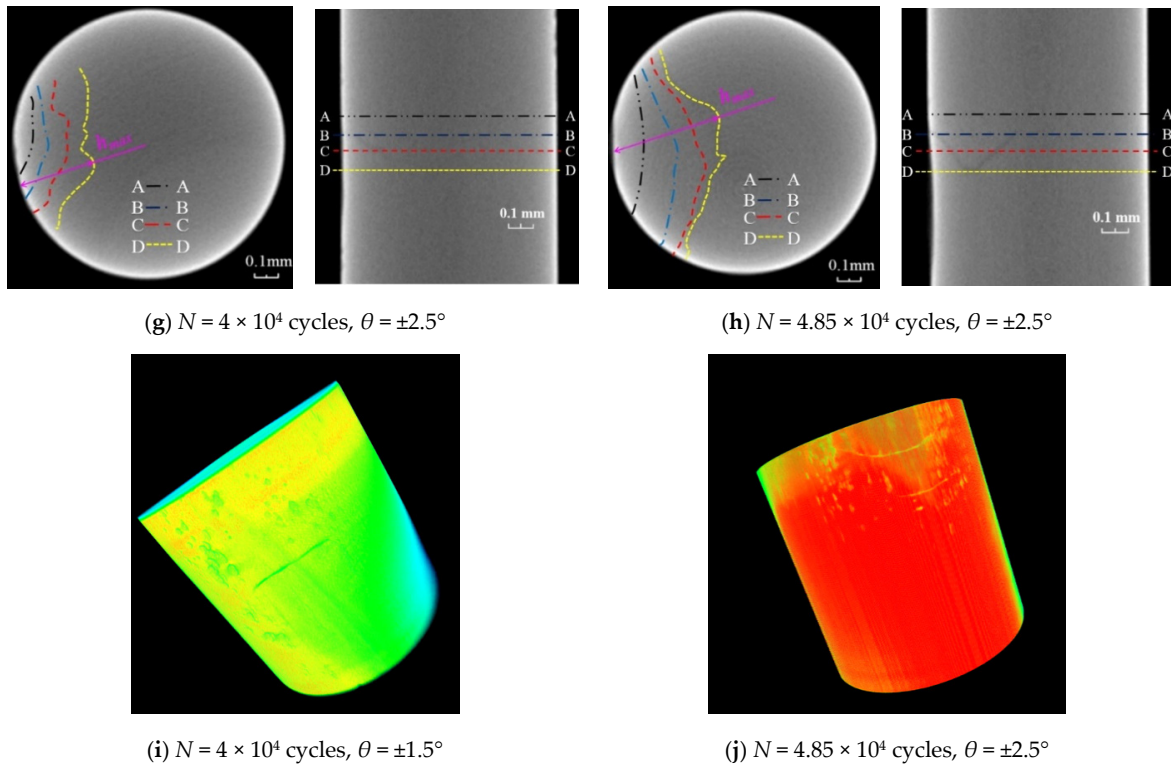 A A
B B
C C
D D
0.1mm
A A
B B
C C
D D
0.1 mm
A A
B B
C C
D D
0.1mm
A A
B B
C C
D D
0.1 mm
(g) N = 4 × 10⁴ cycles, θ = ±2.5°
(h) N = 4.85 × 10⁴ cycles, θ = ±2.5°
(i) N = 4 × 10⁴ cycles, θ = ±1.5°
(j) N = 4.85 × 10⁴ cycles, θ = ±2.5°